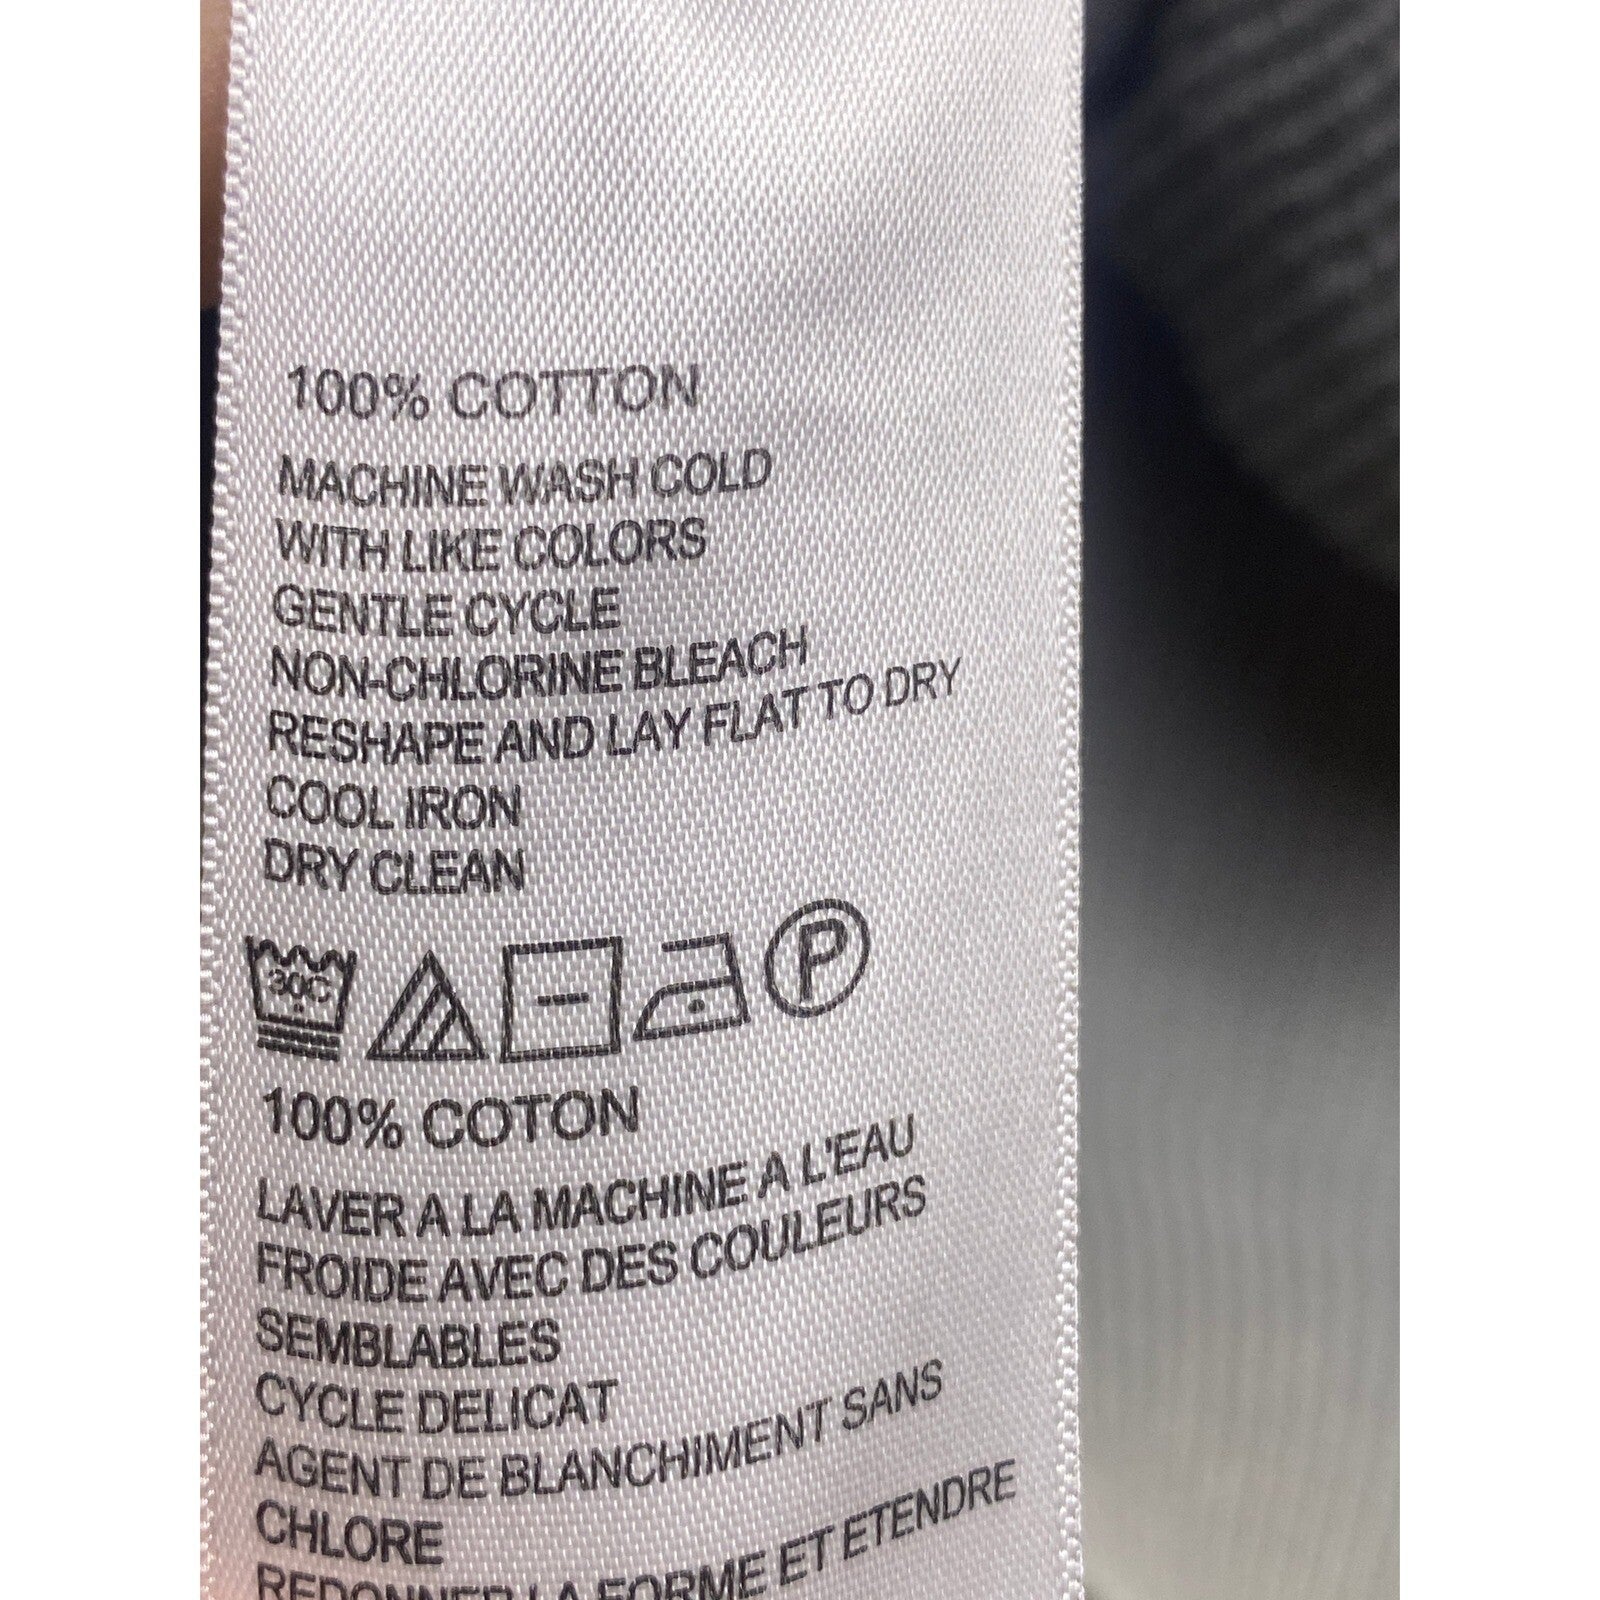 100% COTTON
MACHINE WASH COLD
WITH LIKE COLORS
GENTLE CYCLE
NON-CHLORINE BLEACH
RESHAPE AND LAY FLAT TO DRY
COOL IRON
DRY CLEAN
30C P
100% COTON
LAVER A LA MACHINE A L'EAU
FROIDE AVEC DES COULEURS
SEMBLABLES
CYCLE DELICAT
AGENT DE BLANCHIMENT SANS
CHLORE
REDONNER LA FORME ET ETENDRE